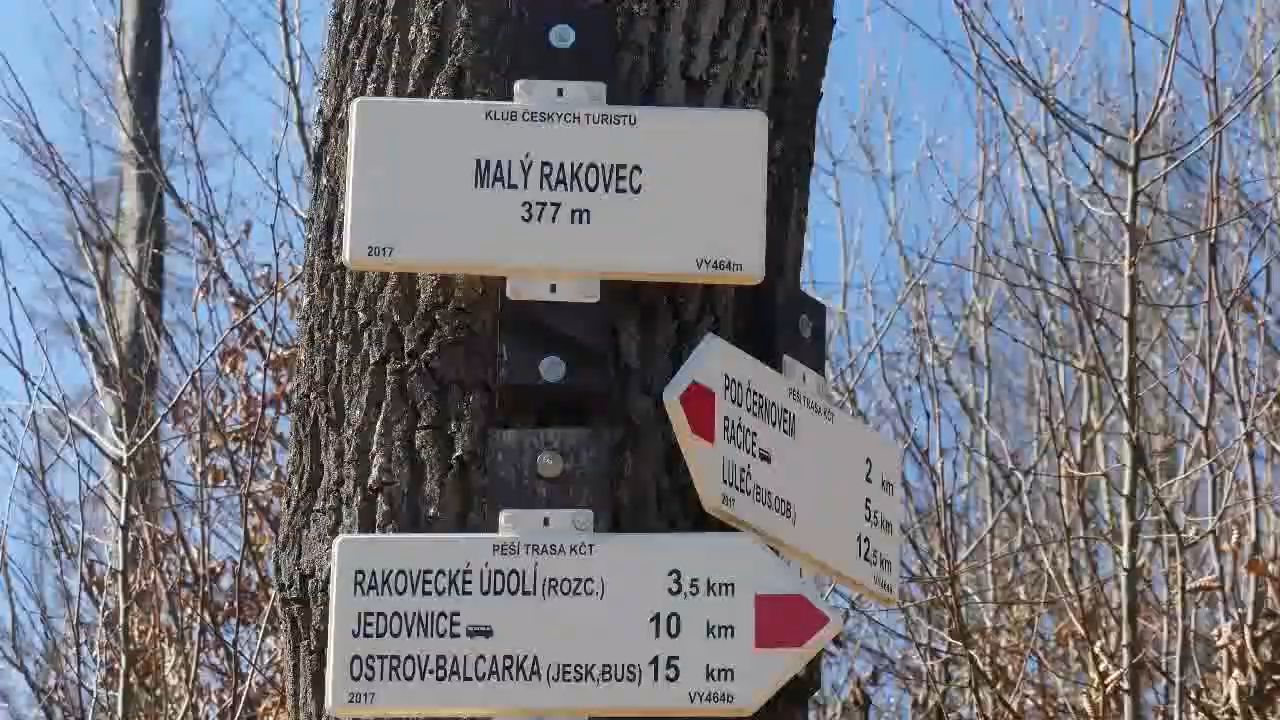 KLUB ČESKÝCH TURISTŮ
MALÝ RAKOVEC
377 m
2017 VY464m
PĚŠÍ TRASA KČT
POD ČERNOVEM 2 km
RAČICE 5,5 km
LULEČ (BUS.ODB.) 12,5 km
2017
PĚŠÍ TRASA KČT
RAKOVECKÉ ÚDOLÍ (ROZC.) 3,5 km
JEDOVNICE 10 km
OSTROV-BALCARKA (JESK,BUS) 15 km
2017 VY464b